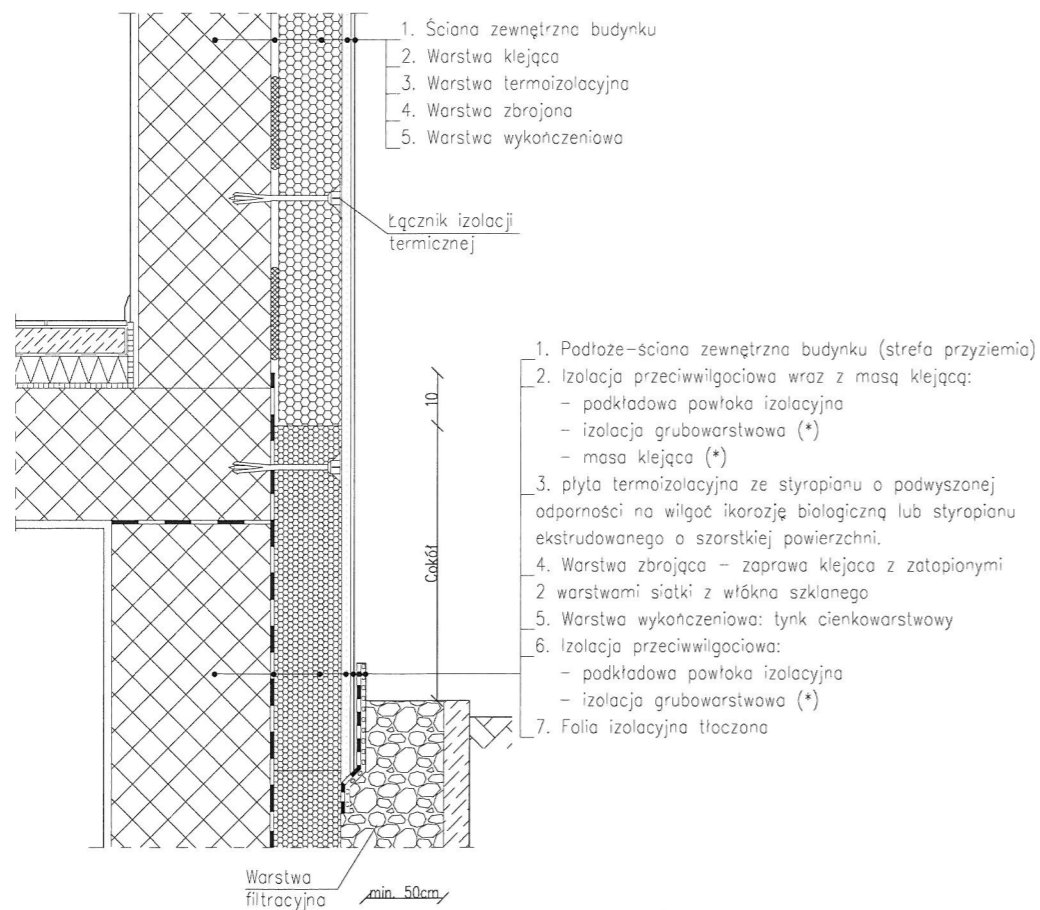 1. Ściana zewnętrzna budynku
2. Warstwa klejąca
3. Warstwa termoizolacyjna
4. Warstwa zbrojona
5. Warstwa wykończeniowa
Łącznik izolacji
termicznej
1. Podłoże-ściana zewnętrzna budynku (strefa przyziemia)
2. Izolacja przeciwwilgociowa wraz z masą klejącą:
- podkładowa powłoka izolacyjna
- izolacja grubowarstwowa (*)
- masa klejąca (*)
3. płyta termoizolacyjna ze styropianu o podwyszonej
odporności na wilgoć ikorozję biologiczną lub styropianu
ekstrudowanego o szorstkiej powierzchni.
4. Warstwa zbrojąca - zaprawa klejaca z zatopionymi
2 warstwami siatki z włókna szklanego
5. Warstwa wykończeniowa: tynk cienkowarstwowy
6. Izolacja przeciwwilgociowa:
- podkładowa powłoka izolacyjna
- izolacja grubowarstwowa (*)
7. Folia izolacyjna tłoczona
10
Cokół
Warstwa
filtracyjna
min. 50cm